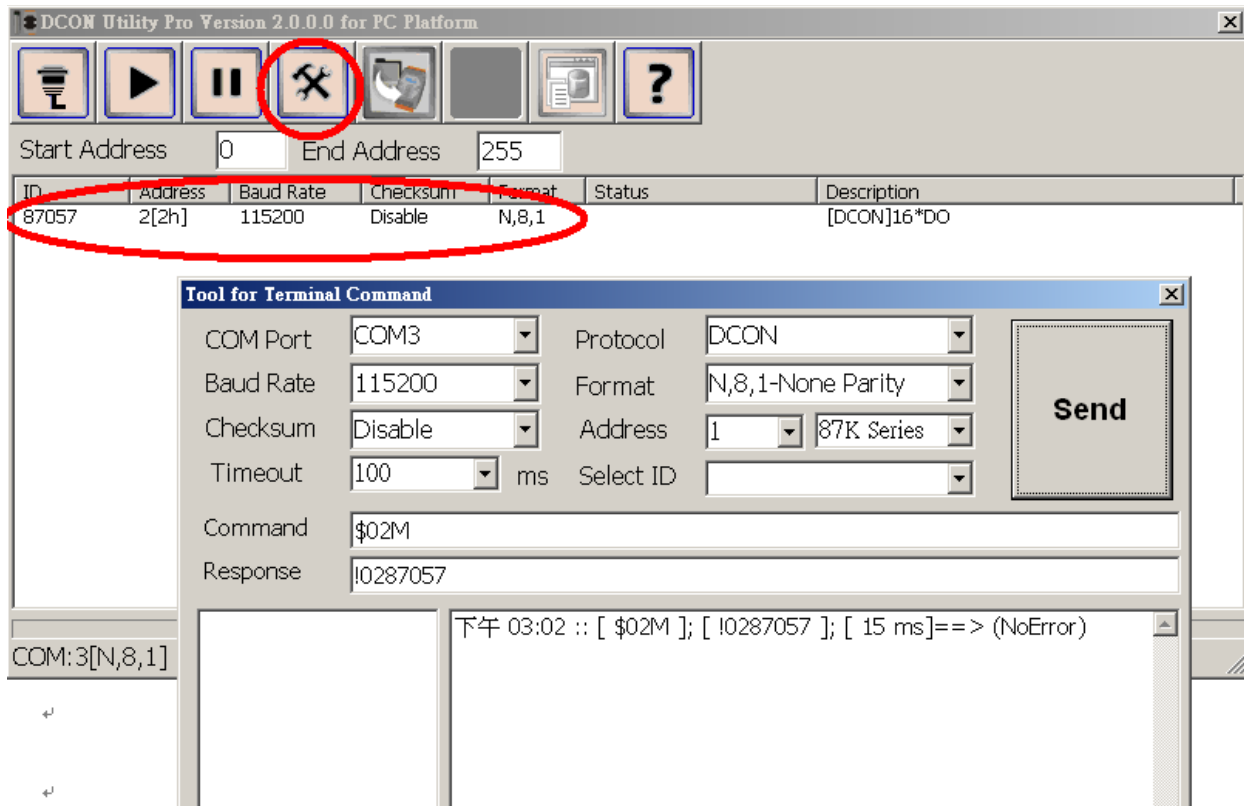 DCON Utility Pro Version 2.0.0.0 for PC Platform
Start Address 0 End Address 255
ID Address Baud Rate Checksum Format Status Description
87057 2[2h] 115200 Disable N,8,1 [DCON]16*DO
Tool for Terminal Command
COM Port COM3 Protocol DCON
Baud Rate 115200 Format N,8,1-None Parity
Checksum Disable Address 1 87K Series
Send
Timeout 100 ms Select ID
Command $02M
Response !0287057
下午 03:02 :: [ $02M ]; [ !0287057 ]; [ 15 ms]==> (NoError)
COM:3[N,8,1]